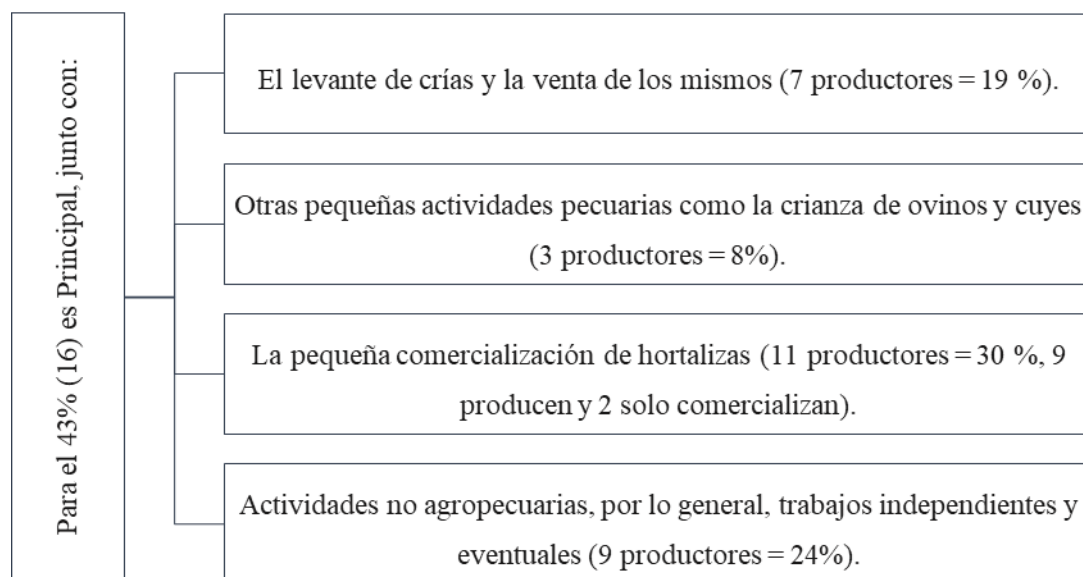 Para el 43% (16) es Principal, junto con:
El levante de crías y la venta de los mismos (7 productores = 19 %).
Otras pequeñas actividades pecuarias como la crianza de ovinos y cuyes
(3 productores = 8%).
La pequeña comercialización de hortalizas (11 productores = 30 %, 9
producen y 2 solo comercializan).
Actividades no agropecuarias, por lo general, trabajos independientes y
eventuales (9 productores = 24%).